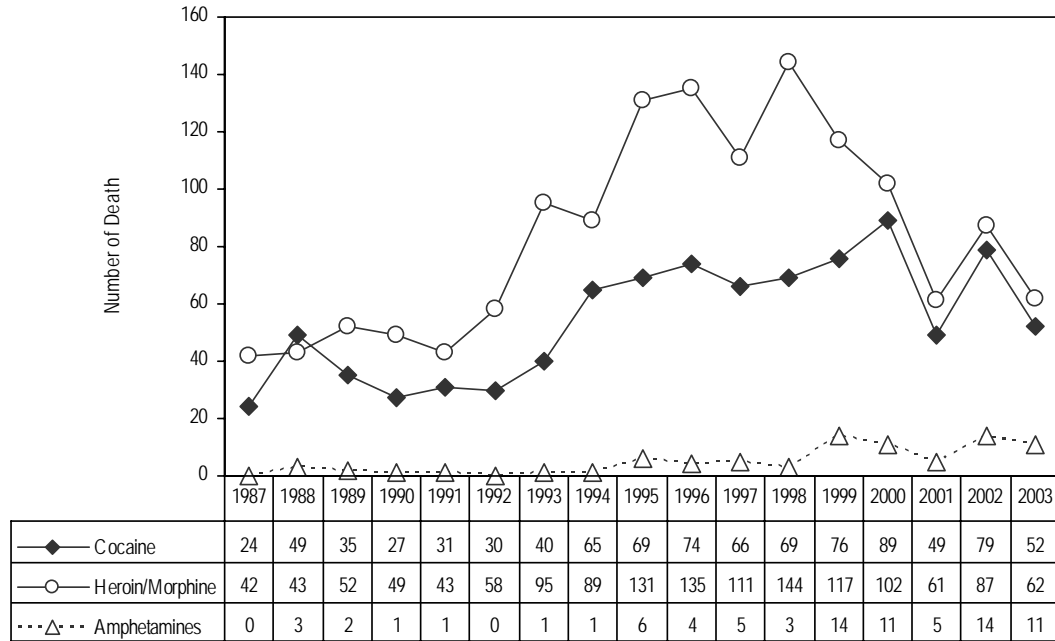 160
140
120
100
80
60
40
20
0
Number of Death
1987 1988 1989 1990 1991 1992 1993 1994 1995 1996 1997 1998 1999 2000 2001 2002 2003
Cocaine 24 49 35 27 31 30 40 65 69 74 66 69 76 89 49 79 52
Heroin/Morphine 42 43 52 49 43 58 95 89 131 135 111 144 117 102 61 87 62
Amphetamines 0 3 2 1 1 0 1 1 6 4 5 3 14 11 5 14 11